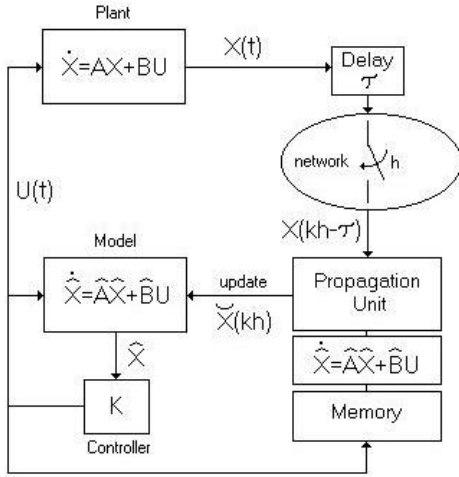 Plant
Ẋ=AX+BU
X(t)
Delay
τ
network
h
U(t)
X(kh-τ)
Model
X̂̇=ÂX̂+B̂U
update
X̆(kh)
Propagation
Unit
X̂
X̂̇=ÂX̂+B̂U
K
Memory
Controller